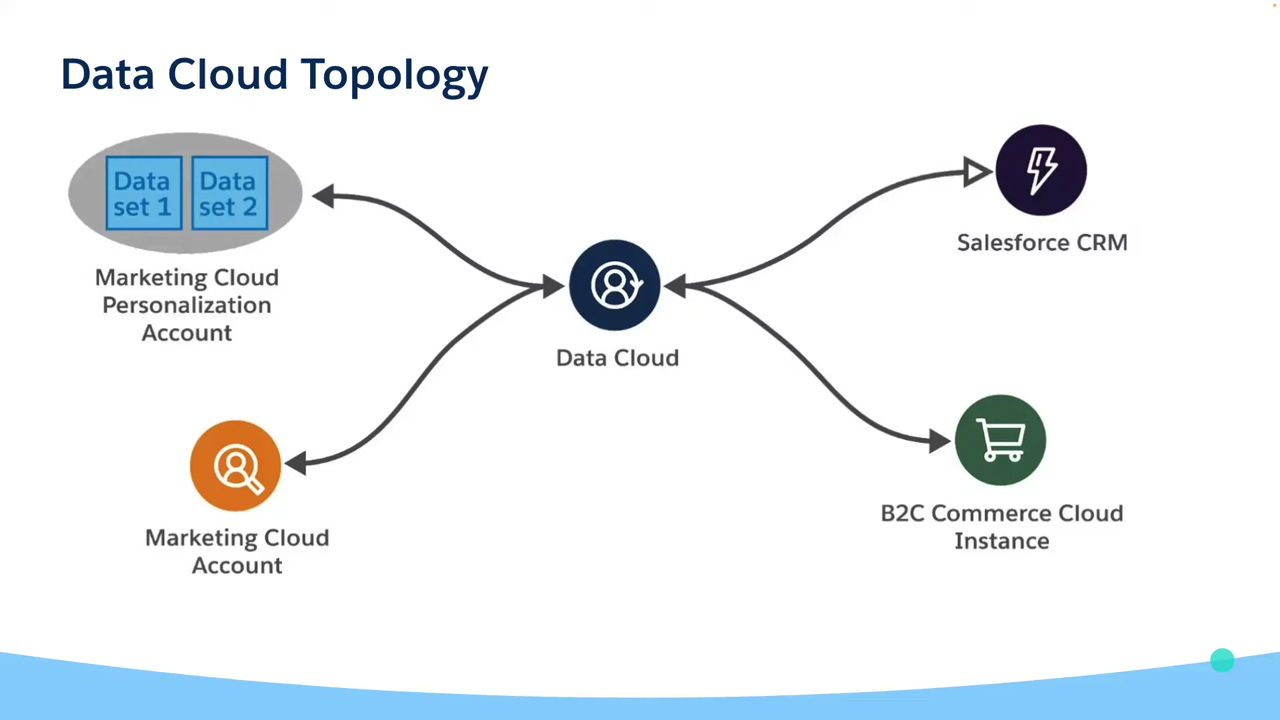 Data Cloud Topology
Data
set 1
Data
set 2
Marketing Cloud
Personalization
Account
Salesforce CRM
Data Cloud
Marketing Cloud
Account
B2C Commerce Cloud
Instance